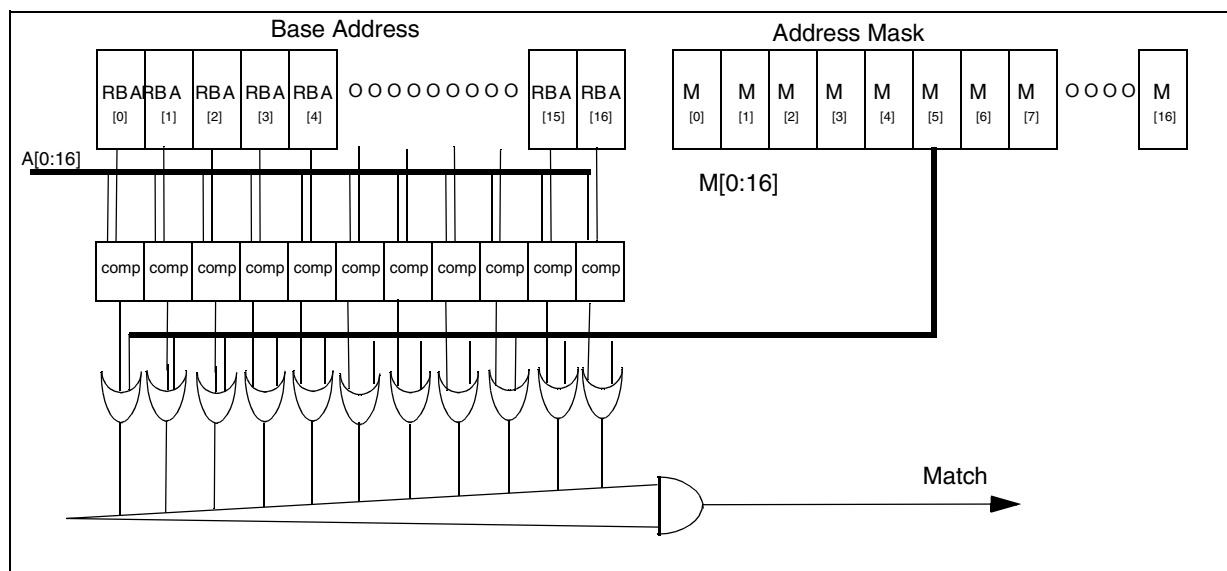 Base Address Address Mask
RBA RBA RBA RBA RBA O O O O O O O O O RBA RBA M M M M M M M M O O O O M
[0] [1] [2] [3] [4] [15] [16] [0] [1] [2] [3] [4] [5] [6] [7] [16]
A[0:16]
M[0:16]
comp comp comp comp comp comp comp comp comp comp comp
Match